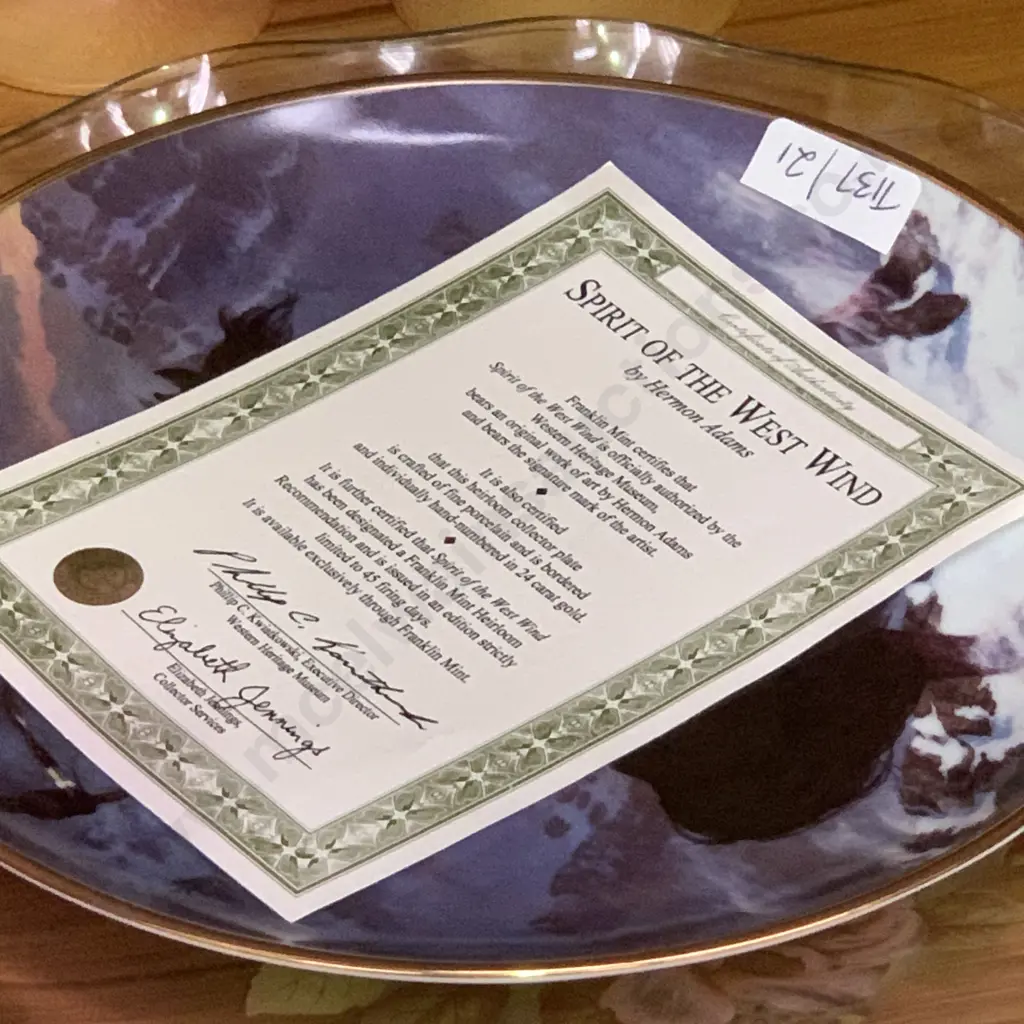 Certificate of Authenticity
SPIRIT OF THE WEST WIND
by Hermon Adams
Franklin Mint certifies that
Spirit of the West Wind is officially authorized by the
Western Heritage Museum,
bears an original work of art by Hermon Adams
and bears the signature mark of the artist.
It is also certified
that this heirloom collector plate
is crafted of fine porcelain and is bordered
and individually hand-numbered in 24 carat gold.
It is further certified that Spirit of the West Wind
has been designated a Franklin Mint Heirloom
Recommendation and is issued in an edition strictly
limited to 45 firing days.
It is available exclusively through Franklin Mint.
Phillip C. Kwiatkowski, Executive Director
Western Heritage Museum
Elizabeth Jennings
Elizabeth Jennings,
Collector Services
7137/21